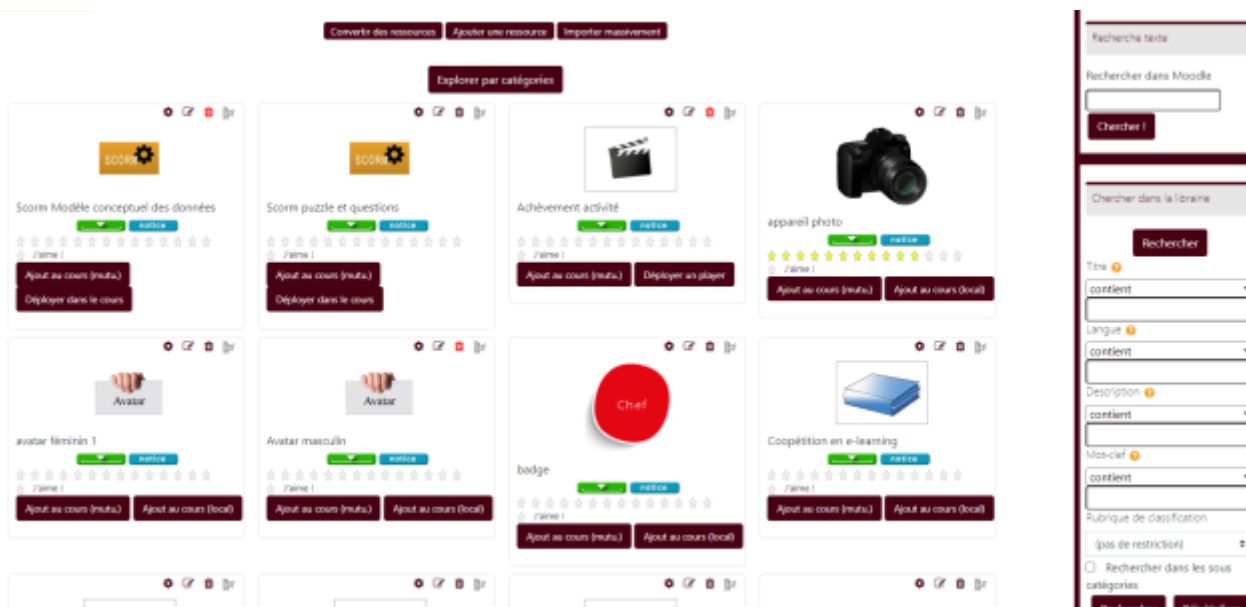 Convertir des ressources
Ajouter une ressource
Importer massivement
Explorer par catégories
SCORM
Scorm Modèle conceptuel des données
notice
J'aime !
Ajout au cours (mutu.)
Déployer dans le cours
SCORM
Scorm puzzle et questions
notice
J'aime !
Ajout au cours (mutu.)
Déployer dans le cours
Achèvement activité
notice
J'aime !
Ajout au cours (mutu.)
Déployer un player
appareil photo
notice
J'aime !
Ajout au cours (mutu.)
Ajout au cours (local)
Avatar
avatar féminin 1
notice
J'aime !
Ajout au cours (mutu.)
Ajout au cours (local)
Avatar
Avatar masculin
notice
J'aime !
Ajout au cours (mutu.)
Ajout au cours (local)
Chef
badge
notice
J'aime !
Ajout au cours (mutu.)
Ajout au cours (local)
Coopétition en e-learning
notice
J'aime !
Ajout au cours (mutu.)
Ajout au cours (local)
Recherche texte
Rechercher dans Moodle
Chercher !
Chercher dans la librairie
Rechercher
Titre
contient
Langue
contient
Description
contient
Mot-clef
contient
Rubrique de classification
(pas de restriction)
Rechercher dans les sous
catégories